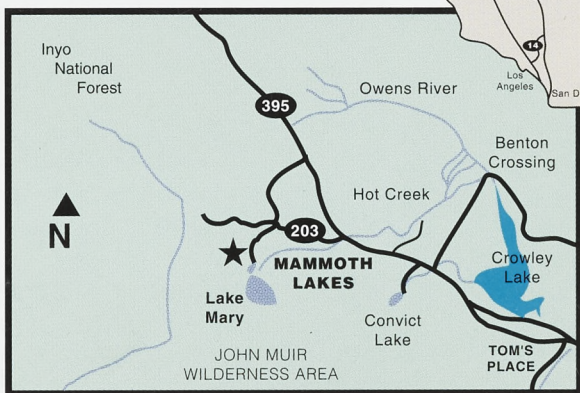 14
Los
Angeles
San D
Inyo
National
Forest
Owens River
395
Benton
Crossing
Hot Creek
N
203
MAMMOTH
LAKES
Crowley
Lake
Lake
Mary
Convict
Lake
TOM'S
PLACE
JOHN MUIR
WILDERNESS AREA